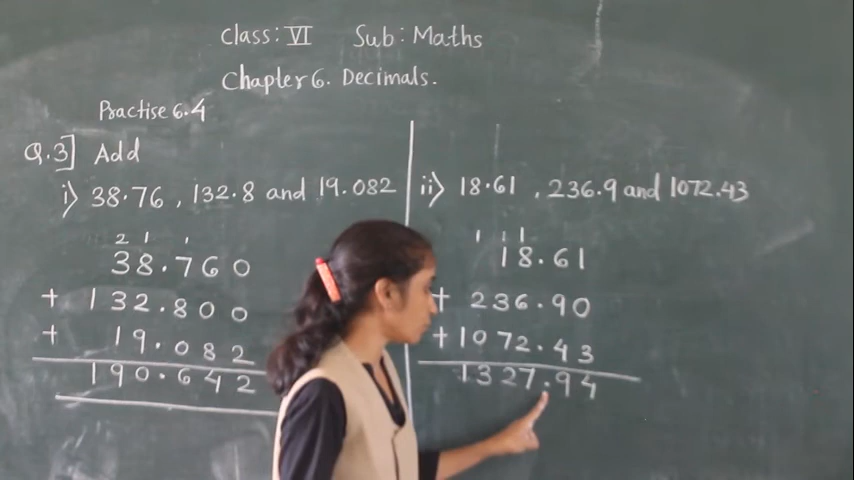 Class: VI Sub: Maths
Chapter 6. Decimals.
Practise 6.4
Q.3] Add
i) 38.76, 132.8 and 19.082
2 1 1
38.760
+ 132.800
+ 19.082
190.642
ii) 18.61, 236.9 and 1072.43
1 1 1
18.61
+ 236.90
+ 1072.43
1327.94